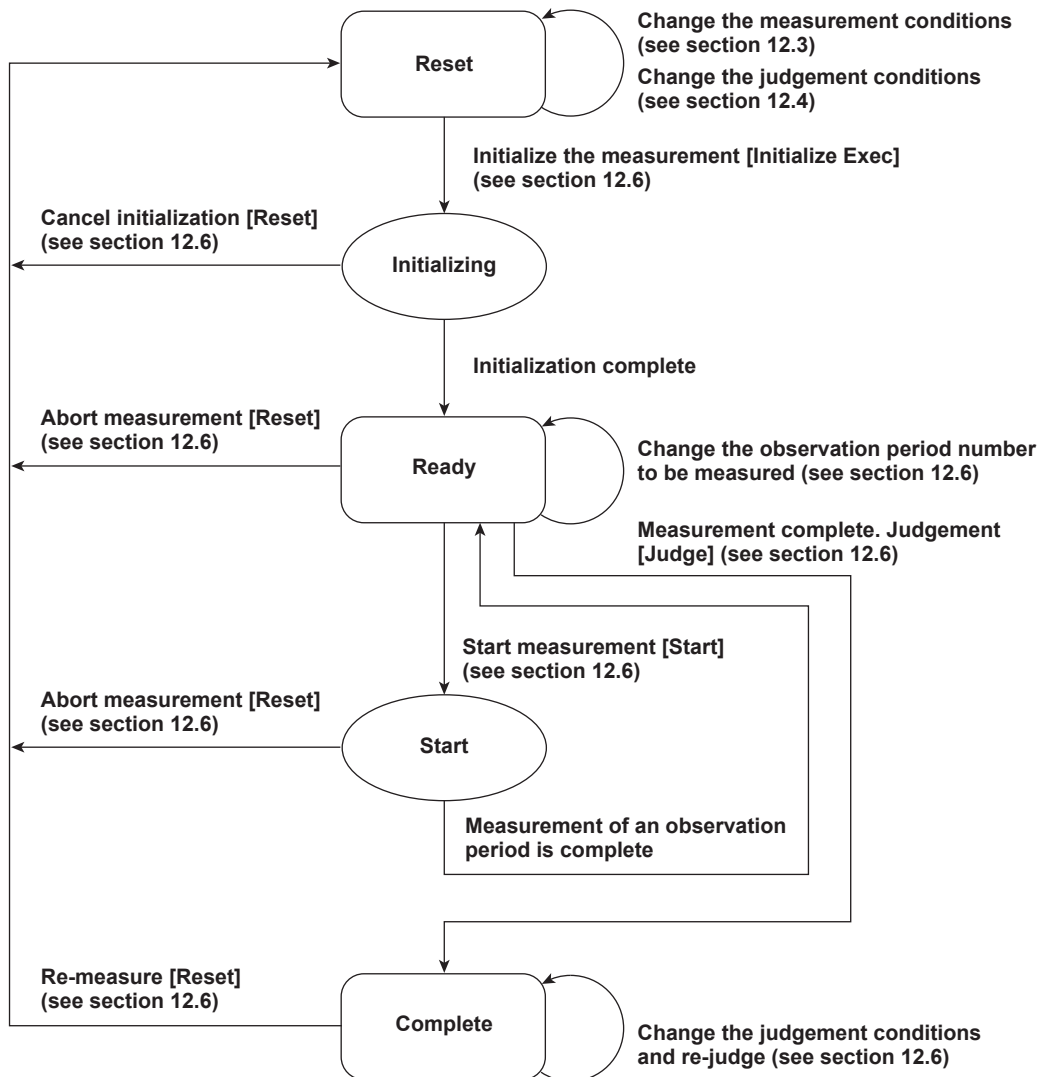 Reset
Change the measurement conditions
(see section 12.3)
Change the judgement conditions
(see section 12.4)
Initialize the measurement [Initialize Exec]
(see section 12.6)
Cancel initialization [Reset]
(see section 12.6)
Initializing
Initialization complete
Abort measurement [Reset]
(see section 12.6)
Ready
Change the observation period number
to be measured (see section 12.6)
Measurement complete. Judgement
[Judge] (see section 12.6)
Start measurement [Start]
(see section 12.6)
Abort measurement [Reset]
(see section 12.6)
Start
Measurement of an observation
period is complete
Re-measure [Reset]
(see section 12.6)
Complete
Change the judgement conditions
and re-judge (see section 12.6)